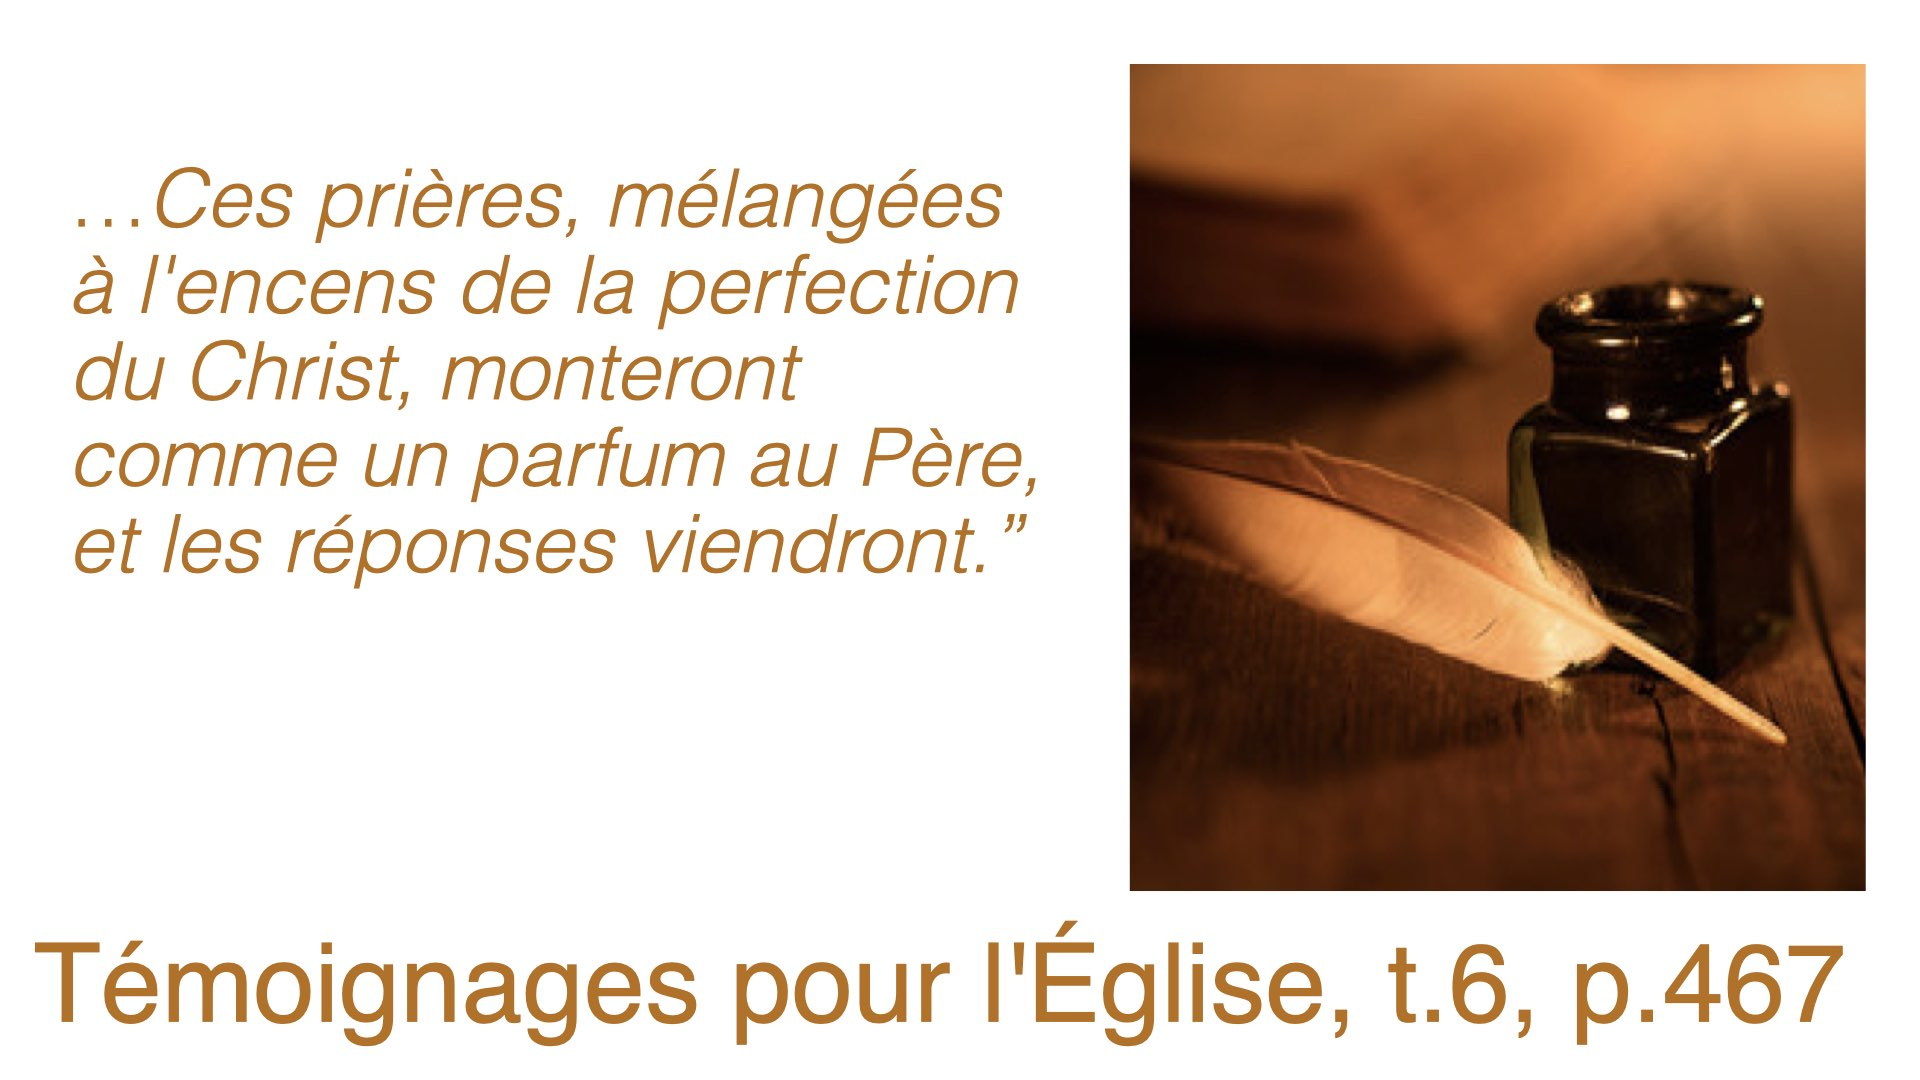 …Ces prières, mélangées
à l'encens de la perfection
du Christ, monteront
comme un parfum au Père,
et les réponses viendront.”
Témoignages pour l'Église, t.6, p.467